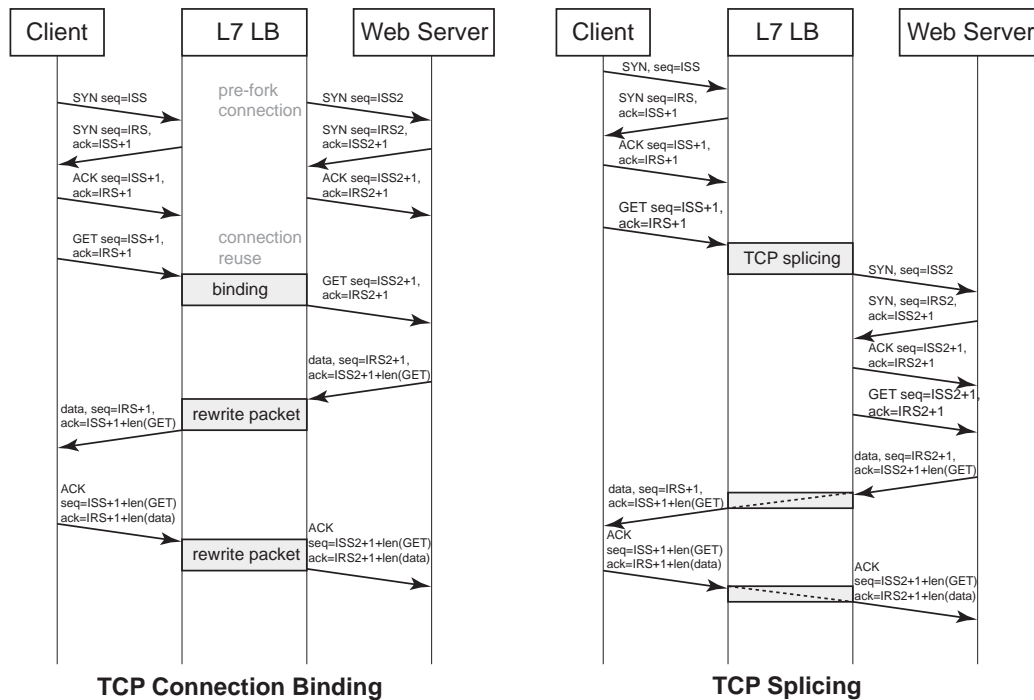 Client
L7 LB
Web Server
SYN seq=ISS
pre-fork
connection
SYN seq=ISS2
SYN seq=IRS,
ack=ISS+1
SYN seq=IRS2,
ack=ISS2+1
ACK seq=ISS+1,
ack=IRS+1
ACK seq=ISS2+1,
ack=IRS2+1
GET seq=ISS+1,
ack=IRS+1
connection
reuse
binding
GET seq=ISS2+1,
ack=IRS2+1
data, seq=IRS2+1,
ack=ISS2+1+len(GET)
rewrite packet
data, seq=IRS+1,
ack=ISS+1+len(GET)
ACK
seq=ISS+1+len(GET)
ack=IRS+1+len(data)
rewrite packet
ACK
seq=ISS2+1+len(GET)
ack=IRS2+1+len(data)
TCP Connection Binding
Client
L7 LB
Web Server
SYN, seq=ISS
SYN seq=IRS,
ack=ISS+1
ACK seq=ISS+1,
ack=IRS+1
GET seq=ISS+1,
ack=IRS+1
TCP splicing
SYN, seq=ISS2
SYN, seq=IRS2,
ack=ISS2+1
ACK seq=ISS2+1,
ack=IRS2+1
GET seq=ISS2+1,
ack=IRS2+1
data, seq=IRS2+1,
ack=ISS2+1+len(GET)
data, seq=IRS+1,
ack=ISS+1+len(GET)
ACK
seq=ISS+1+len(GET)
ack=IRS+1+len(data)
ACK
seq=ISS2+1+len(GET)
ack=IRS2+1+len(data)
TCP Splicing